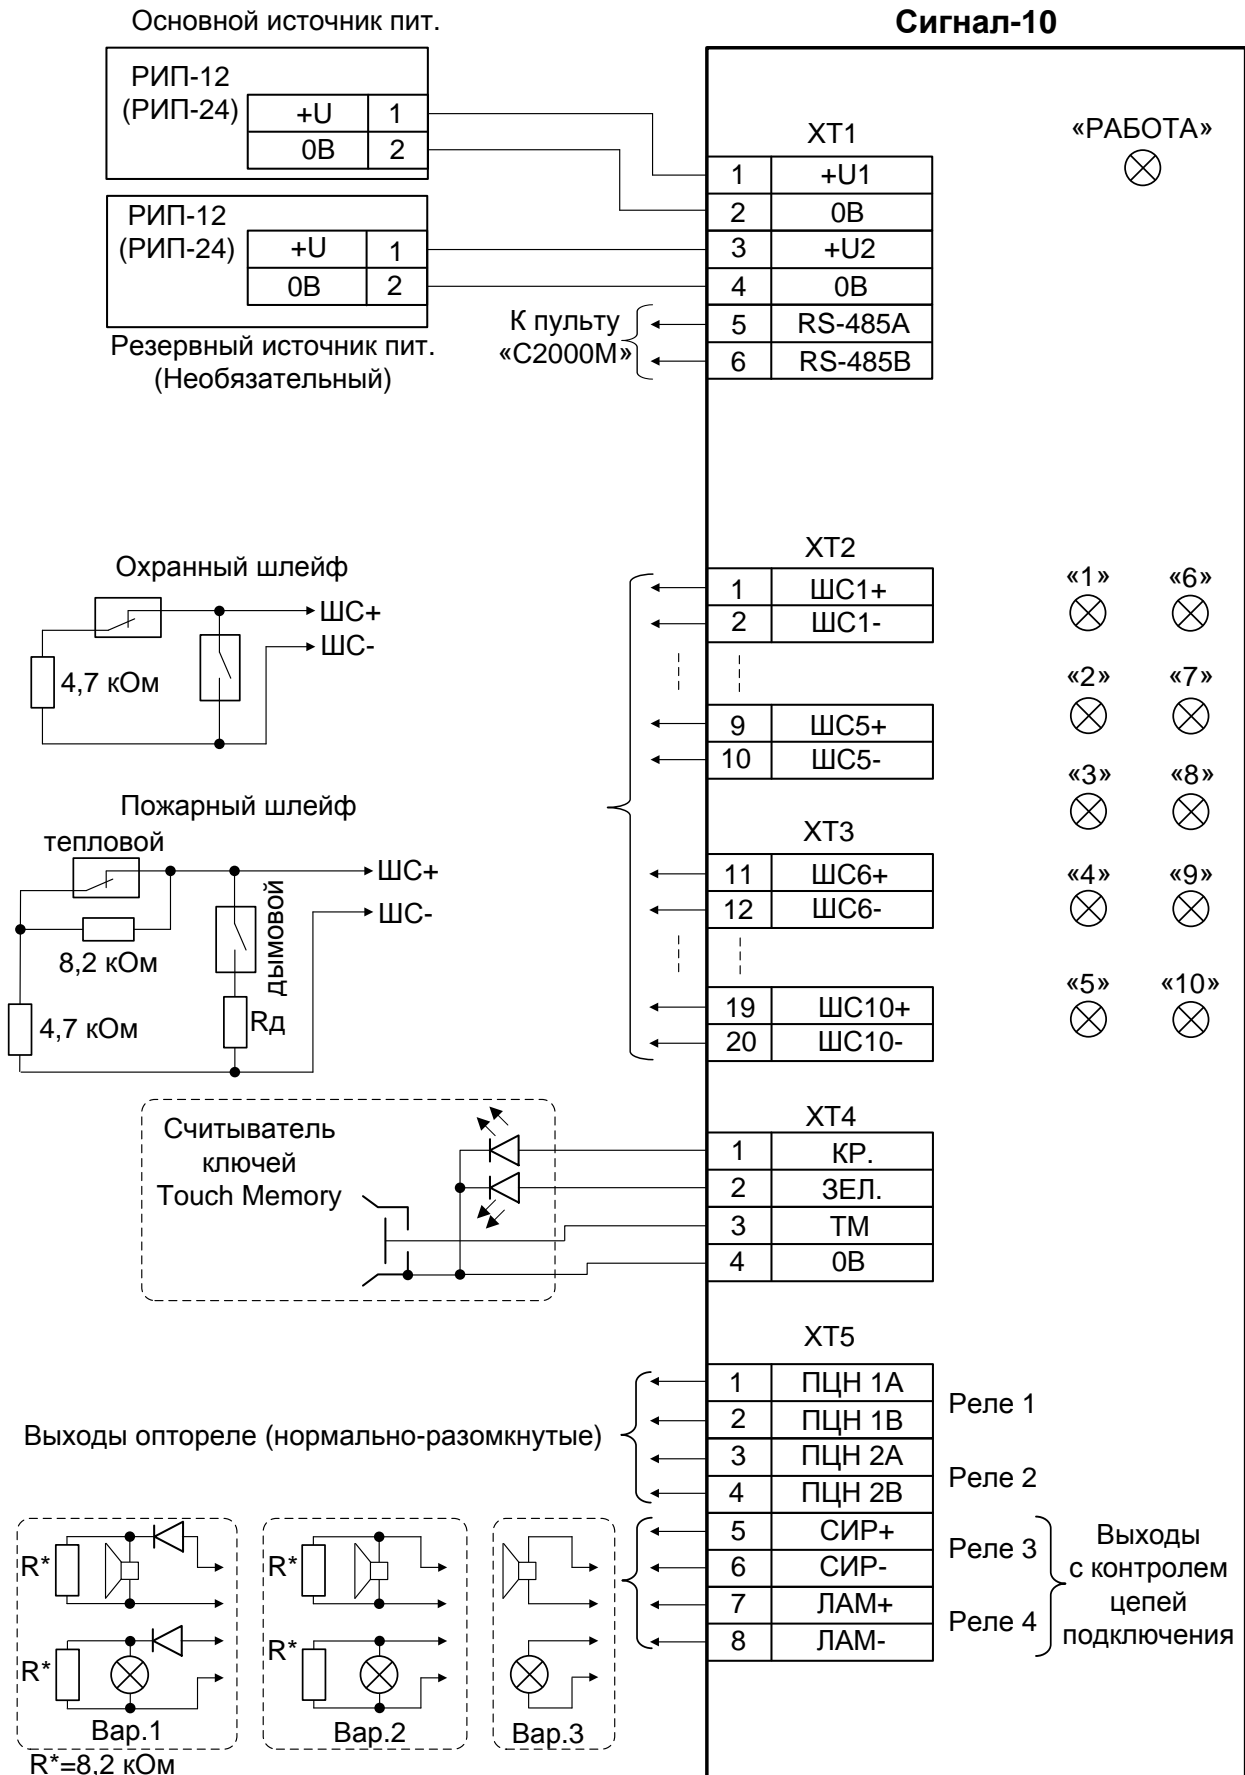 Основной источник пит.
Сигнал-10
РИП-12
(РИП-24)
+U 1
0В 2
РИП-12
(РИП-24)
+U 1
0В 2
Резервный источник пит.
(Необязательный)
XT1
1 +U1
2 0В
3 +U2
4 0В
5 RS-485A
6 RS-485B
К пульту
«С2000М»
«РАБОТА»
Охранный шлейф
ШС+
ШС-
4,7 кОм
XT2
1 ШС1+
2 ШС1-
9 ШС5+
10 ШС5-
«1» «6»
«2» «7»
«3» «8»
«4» «9»
«5» «10»
Пожарный шлейф
тепловой
ШС+
ШС-
дымовой
8,2 кОм
4,7 кОм
Rд
XT3
11 ШС6+
12 ШС6-
19 ШС10+
20 ШС10-
Считыватель
ключей
Touch Memory
XT4
1 КР.
2 ЗЕЛ.
3 ТМ
4 0В
XT5
1 ПЦН 1А
2 ПЦН 1В
3 ПЦН 2А
4 ПЦН 2В
5 СИР+
6 СИР-
7 ЛАМ+
8 ЛАМ-
Реле 1
Реле 2
Реле 3
Реле 4
Выходы
с контролем
цепей
подключения
Выходы оптореле (нормально-разомкнутые)
R*
R*
Вар.1
R*
R*
Вар.2
Вар.3
R*=8,2 кОм